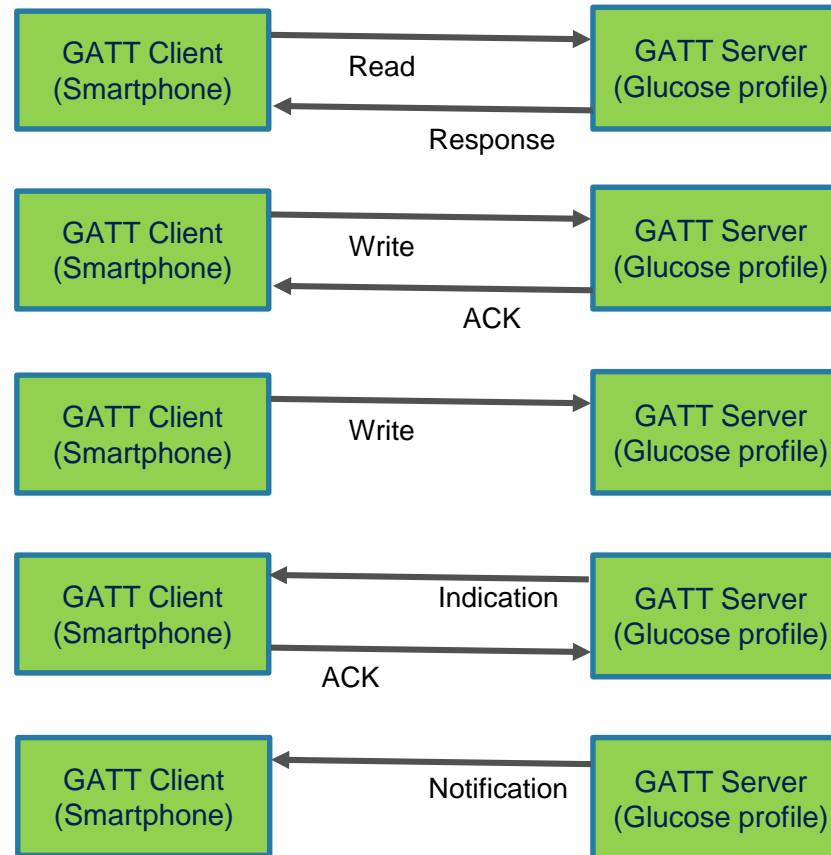 GATT Client
(Smartphone)
Read
Response
GATT Server
(Glucose profile)
GATT Client
(Smartphone)
Write
ACK
GATT Server
(Glucose profile)
GATT Client
(Smartphone)
Write
GATT Server
(Glucose profile)
GATT Client
(Smartphone)
Indication
ACK
GATT Server
(Glucose profile)
GATT Client
(Smartphone)
Notification
GATT Server
(Glucose profile)